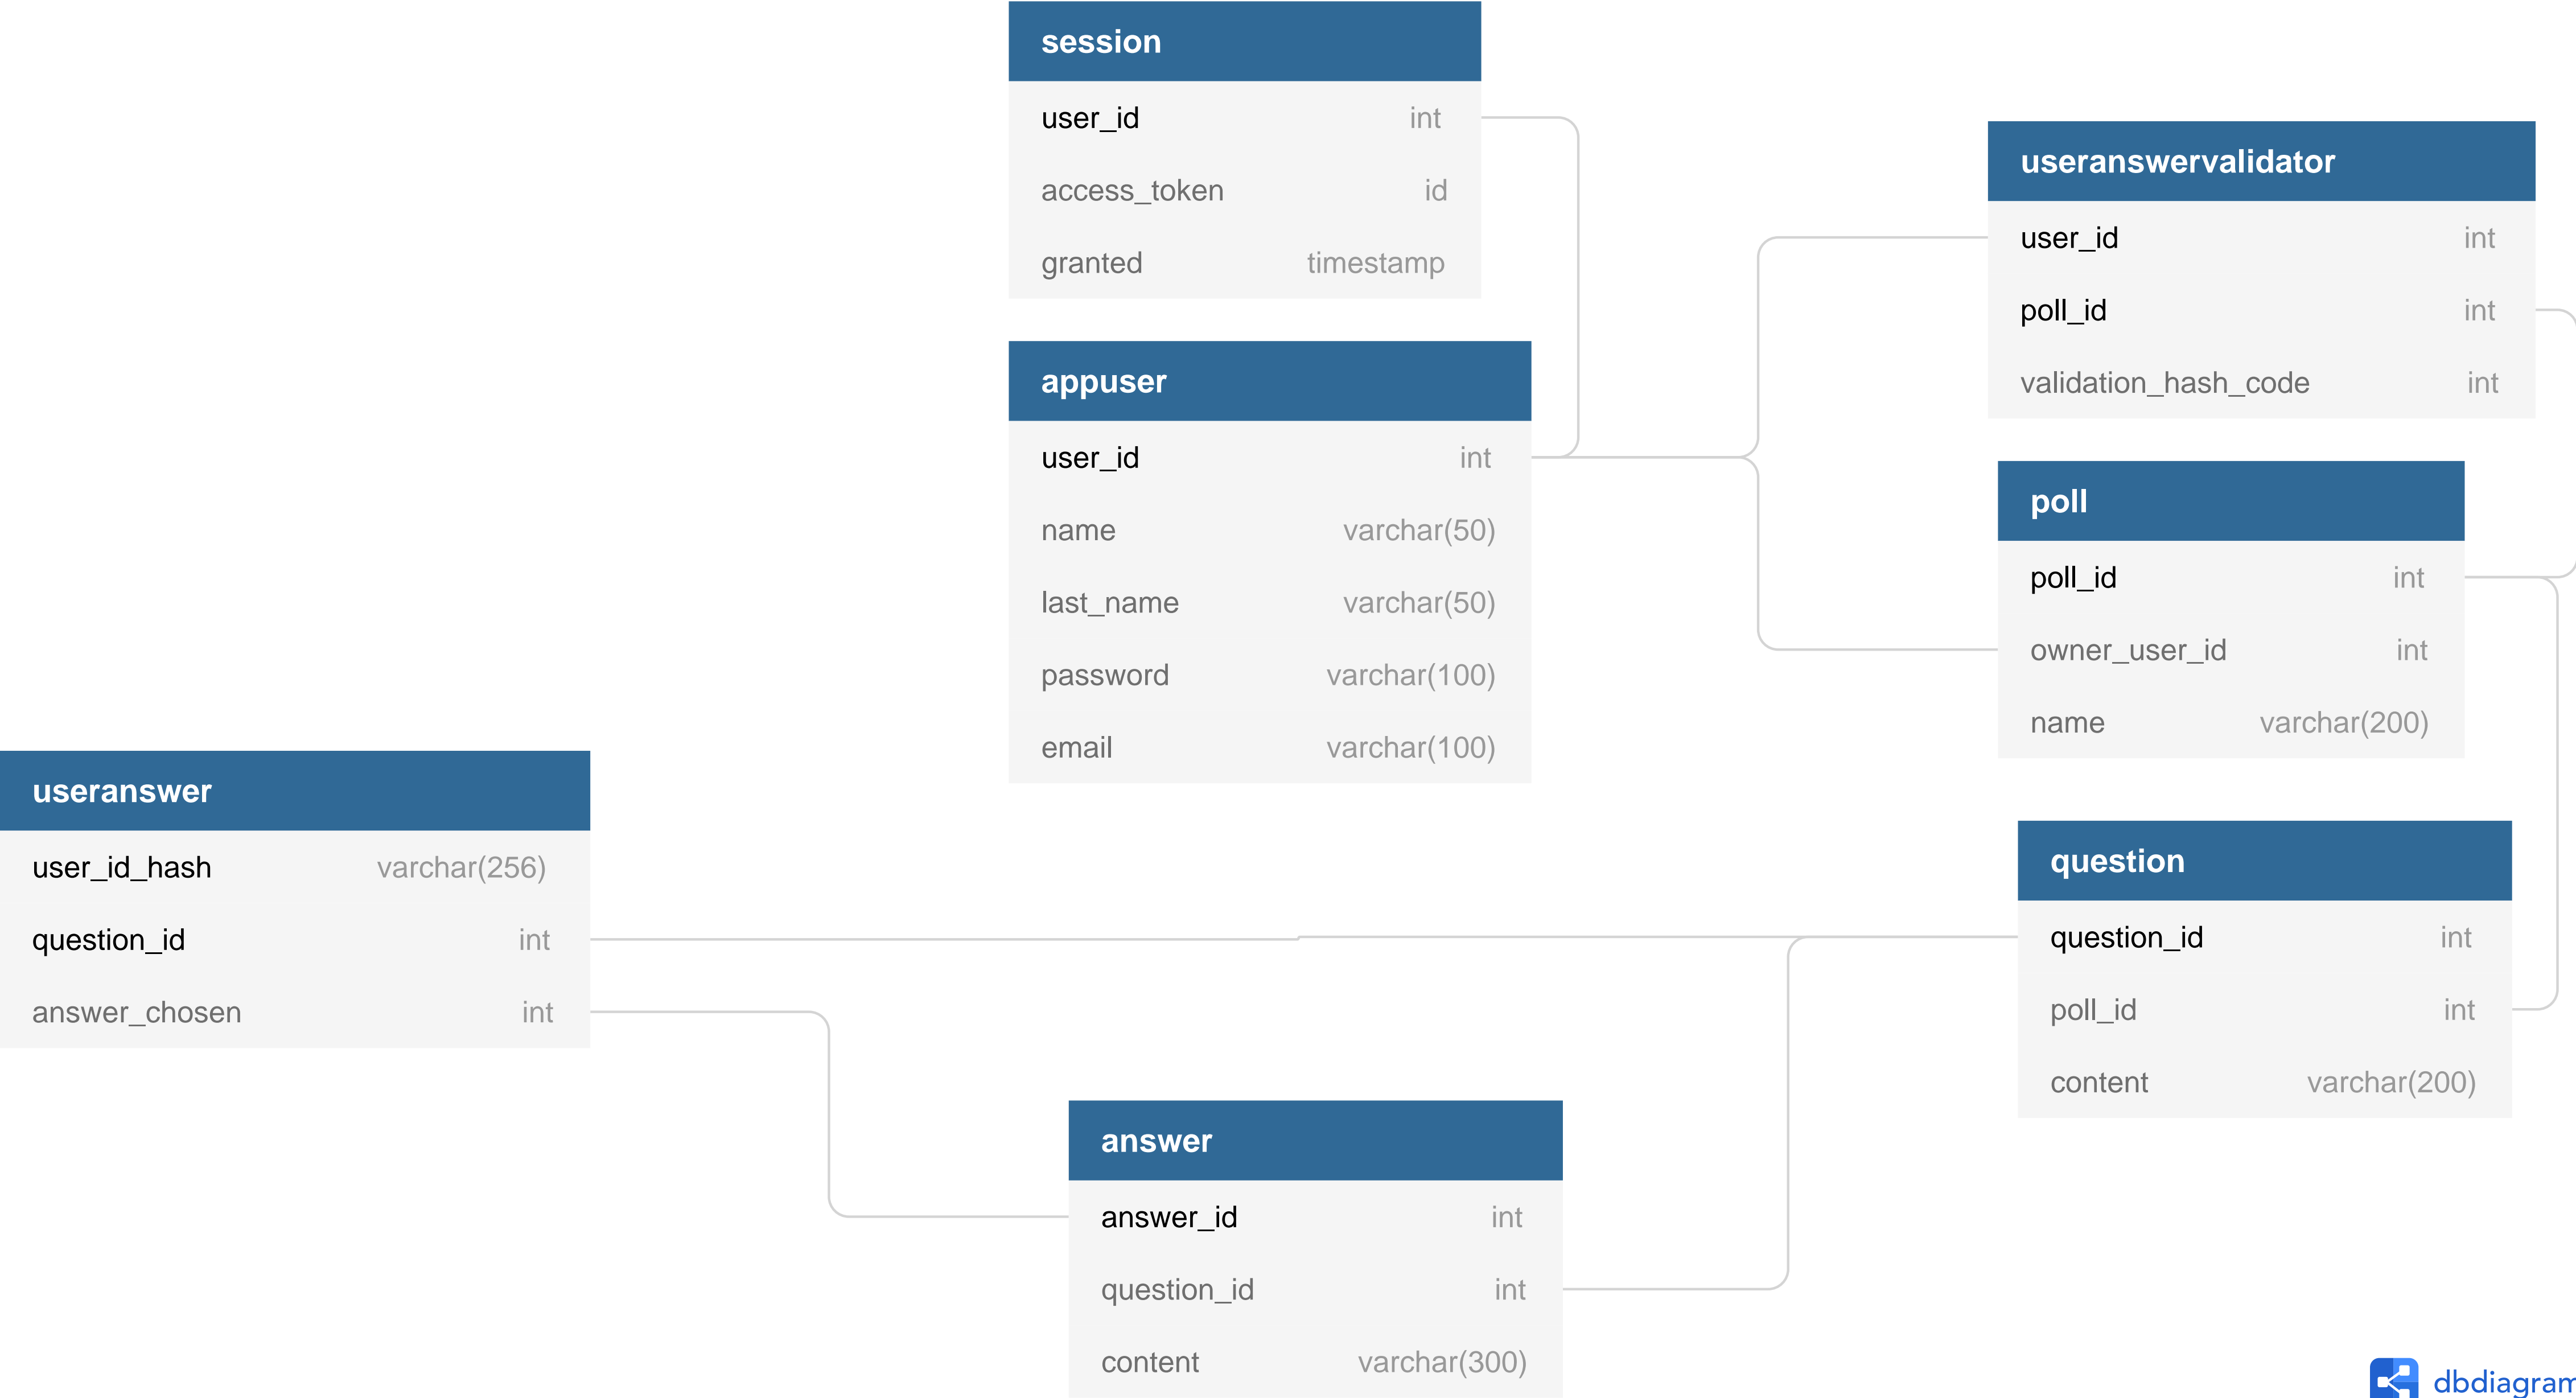 session
user_id int
access_token id
granted timestamp
appuser
user_id int
name varchar(50)
last_name varchar(50)
password varchar(100)
email varchar(100)
useranswervalidator
user_id int
poll_id int
validation_hash_code int
poll
poll_id int
owner_user_id int
name varchar(200)
useranswer
user_id_hash varchar(256)
question_id int
answer_chosen int
question
question_id int
poll_id int
content varchar(200)
answer
answer_id int
question_id int
content varchar(300)
dbdiagram